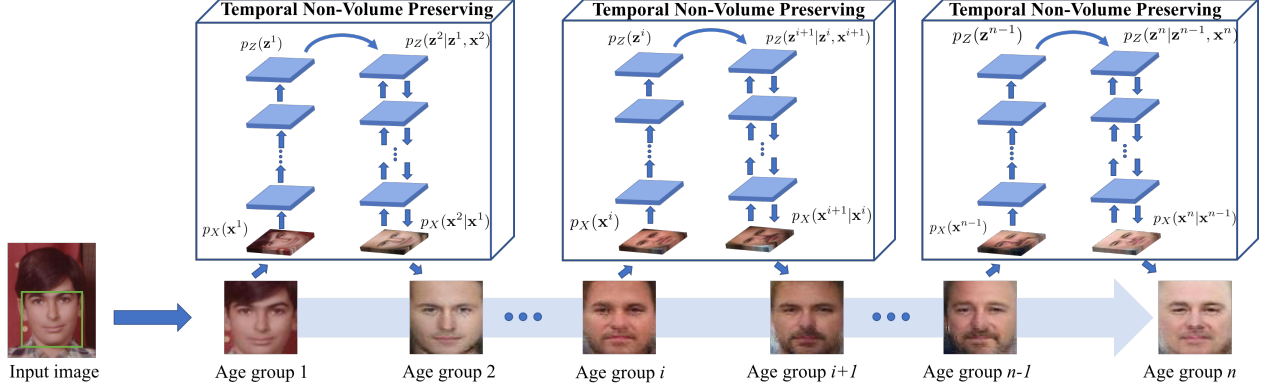 Temporal Non-Volume Preserving
Temporal Non-Volume Preserving
Temporal Non-Volume Preserving
p_Z(z^1)
p_Z(z^2|z^1, x^2)
p_Z(z^i)
p_Z(z^{i+1}|z^i, x^{i+1})
p_Z(z^{n-1})
p_Z(z^n|z^{n-1}, x^n)
p_X(x^1)
p_X(x^2|x^1)
p_X(x^i)
p_X(x^{i+1}|x^i)
p_X(x^{n-1})
p_X(x^n|x^{n-1})
Input image
Age group 1
Age group 2
Age group i
Age group i+1
Age group n-1
Age group n